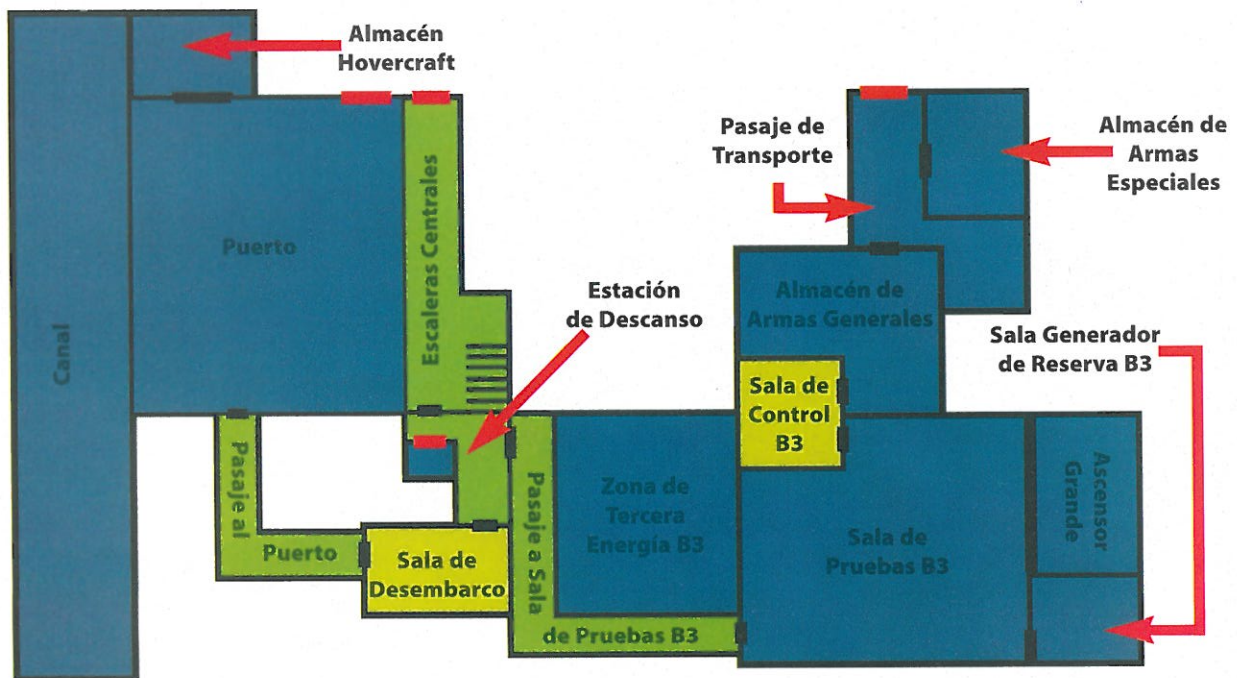 Almacén
Hovercraft
Pasaje de
Transporte
Almacén de
Armas
Especiales
Puerto
Escaleras Centrales
Canal
Estación
de Descanso
Almacén de
Armas Generales
Sala Generador
de Reserva B3
Sala de
Control
B3
Pasaje al
Puerto
Sala de
Desembarco
Pasaje a Sala
de Pruebas B3
Zona de
Tercera
Energía B3
Sala de
Pruebas B3
Ascensor
Grande